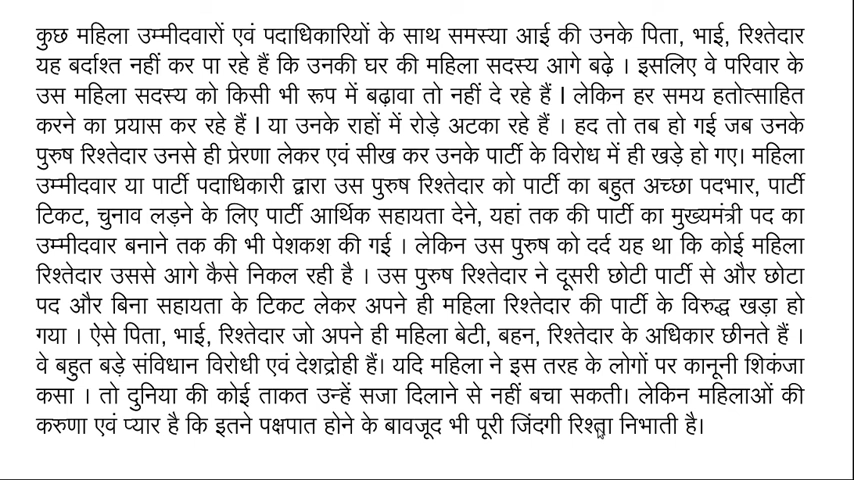 कुछ महिला उम्मीदवारों एवं पदाधिकारियों के साथ समस्या आई की उनके पिता, भाई, रिश्तेदार
यह बर्दाश्त नहीं कर पा रहे हैं कि उनकी घर की महिला सदस्य आगे बढ़े । इसलिए वे परिवार के
उस महिला सदस्य को किसी भी रूप में बढ़ावा तो नहीं दे रहे हैं l लेकिन हर समय हतोत्साहित
करने का प्रयास कर रहे हैं l या उनके राहों में रोड़े अटका रहे हैं । हद तो तब हो गई जब उनके
पुरुष रिश्तेदार उनसे ही प्रेरणा लेकर एवं सीख कर उनके पार्टी के विरोध में ही खड़े हो गए। महिला
उम्मीदवार या पार्टी पदाधिकारी द्वारा उस पुरुष रिश्तेदार को पार्टी का बहुत अच्छा पदभार, पार्टी
टिकट, चुनाव लड़ने के लिए पार्टी आर्थिक सहायता देने, यहां तक की पार्टी का मुख्यमंत्री पद का
उम्मीदवार बनाने तक की भी पेशकश की गई । लेकिन उस पुरुष को दर्द यह था कि कोई महिला
रिश्तेदार उससे आगे कैसे निकल रही है । उस पुरुष रिश्तेदार ने दूसरी छोटी पार्टी से और छोटा
पद और बिना सहायता के टिकट लेकर अपने ही महिला रिश्तेदार की पार्टी के विरुद्ध खड़ा हो
गया । ऐसे पिता, भाई, रिश्तेदार जो अपने ही महिला बेटी, बहन, रिश्तेदार के अधिकार छीनते हैं ।
वे बहुत बड़े संविधान विरोधी एवं देशद्रोही हैं। यदि महिला ने इस तरह के लोगों पर कानूनी शिकंजा
कसा । तो दुनिया की कोई ताकत उन्हें सजा दिलाने से नहीं बचा सकती। लेकिन महिलाओं की
करुणा एवं प्यार है कि इतने पक्षपात होने के बावजूद भी पूरी जिंदगी रिश्ता निभाती है।